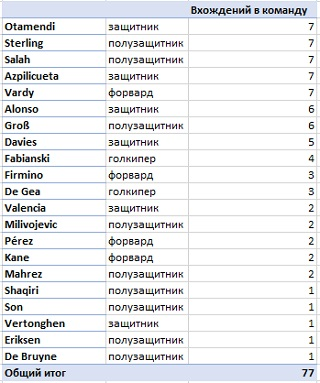 Вхождений в команду
Otamendi защитник 7
Sterling полузащитник 7
Salah полузащитник 7
Azpilicueta защитник 7
Vardy форвард 7
Alonso защитник 6
Groß полузащитник 6
Davies защитник 5
Fabianski голкипер 4
Firmino форвард 3
De Gea голкипер 3
Valencia защитник 2
Milivojevic полузащитник 2
Pérez форвард 2
Kane форвард 2
Mahrez полузащитник 2
Shaqiri полузащитник 1
Son полузащитник 1
Vertonghen защитник 1
Eriksen полузащитник 1
De Bruyne полузащитник 1
Общий итог 77